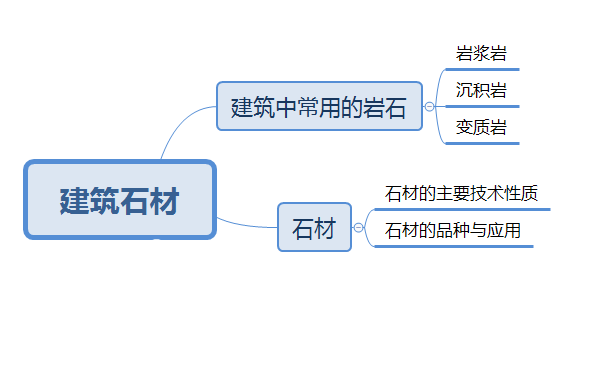 建筑石材
建筑中常用的岩石
岩浆岩
沉积岩
变质岩
石材
石材的主要技术性质
石材的品种与应用